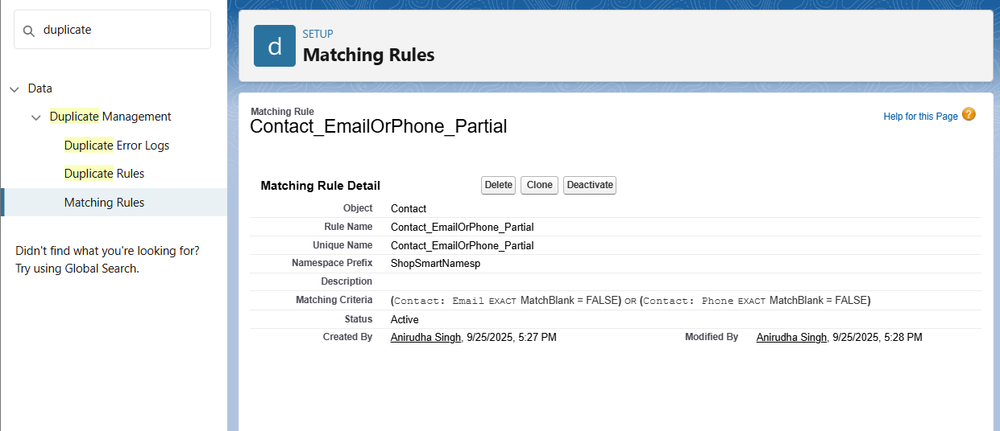 duplicate
Data
Duplicate Management
Duplicate Error Logs
Duplicate Rules
Matching Rules
Didn't find what you're looking for?
Try using Global Search.
d
SETUP
Matching Rules
Matching Rule
Contact_EmailOrPhone_Partial
Help for this Page ?
Matching Rule Detail Delete Clone Deactivate
Object Contact
Rule Name Contact_EmailOrPhone_Partial
Unique Name Contact_EmailOrPhone_Partial
Namespace Prefix ShopSmartNamesp
Description
Matching Criteria (Contact: Email EXACT MatchBlank = FALSE) OR (Contact: Phone EXACT MatchBlank = FALSE)
Status Active
Created By Anirudha Singh, 9/25/2025, 5:27 PM Modified By Anirudha Singh, 9/25/2025, 5:28 PM